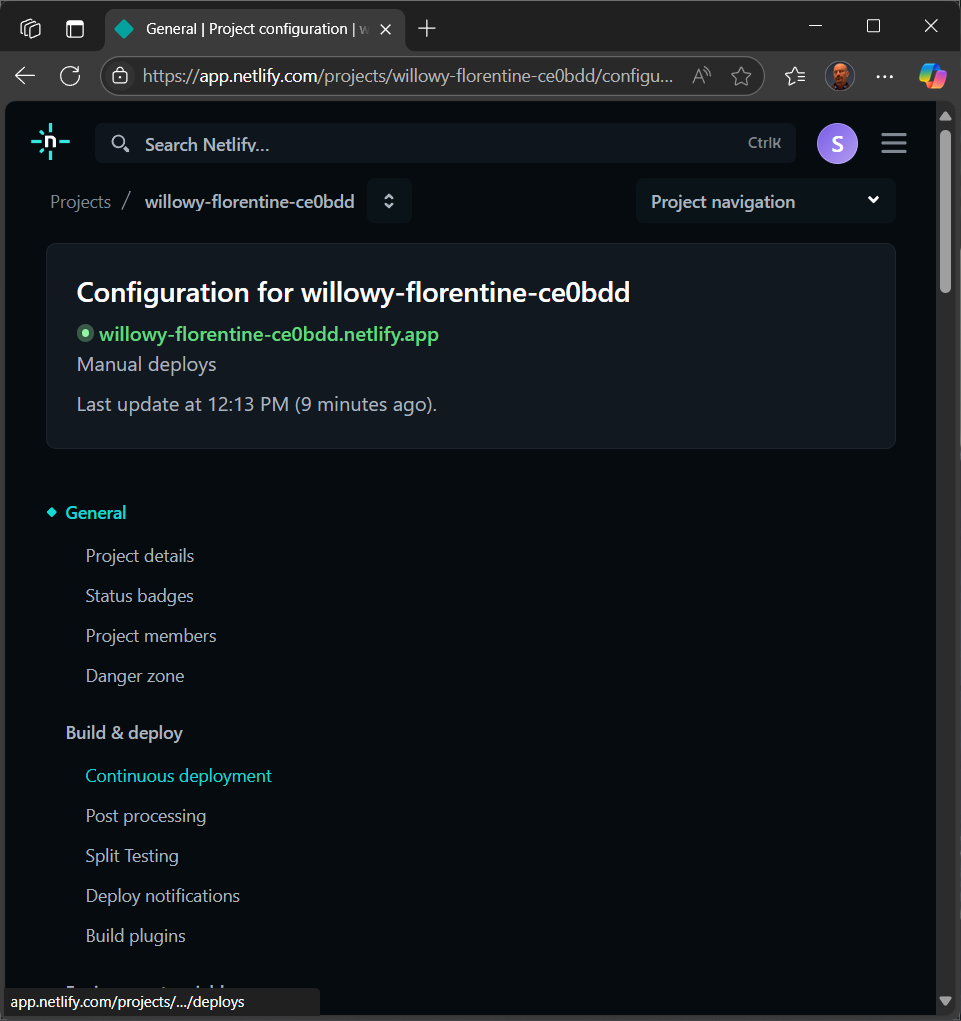 General | Project configuration | w
https://app.netlify.com/projects/willowy-florentine-ce0bdd/configu...
n
Search Netlify...
CtrlK
S
Projects / willowy-florentine-ce0bdd
Project navigation
Configuration for willowy-florentine-ce0bdd
willowy-florentine-ce0bdd.netlify.app
Manual deploys
Last update at 12:13 PM (9 minutes ago).
General
Project details
Status badges
Project members
Danger zone
Build & deploy
Continuous deployment
Post processing
Split Testing
Deploy notifications
Build plugins
app.netlify.com/projects/.../deploys